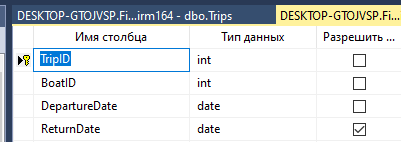 DESKTOP-GTOJVSP.Fi...irm164 - dbo.Trips DESKTOP-GTOJVSP.Fi...
Имя столбца Тип данных Разрешить ...
TripID int
BoatID int
DepartureDate date
ReturnDate date